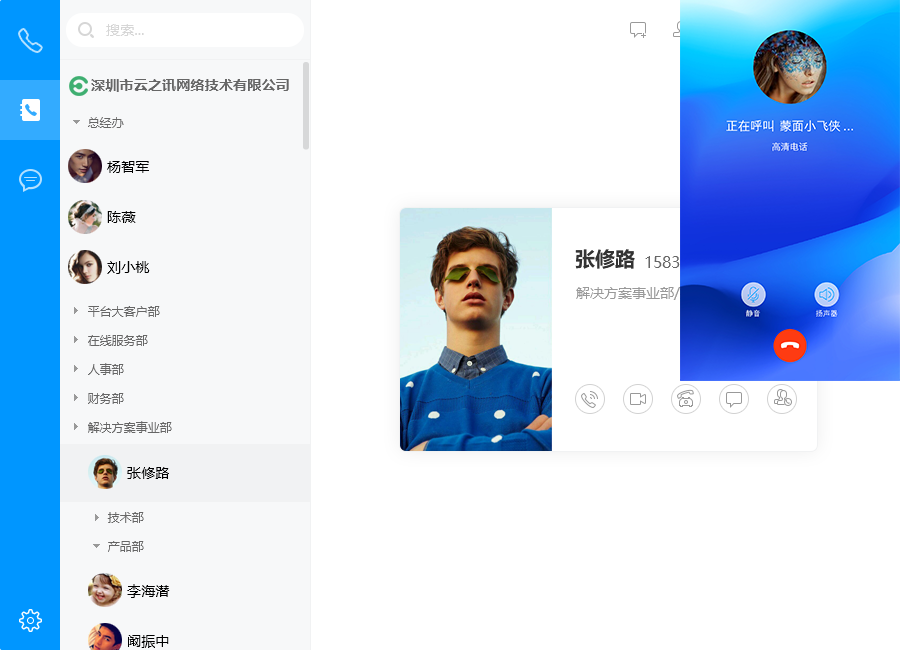 搜索...
深圳市云之讯网络技术有限公司
总经办
杨智军
陈薇
刘小桃
平台大客户部
在线服务部
人事部
财务部
解决方案事业部
张修路
技术部
产品部
李海潜
阚振中
张修路 1583
解决方案事业部/
正在呼叫 蒙面小飞侠 ...
高清电话
静音
扬声器